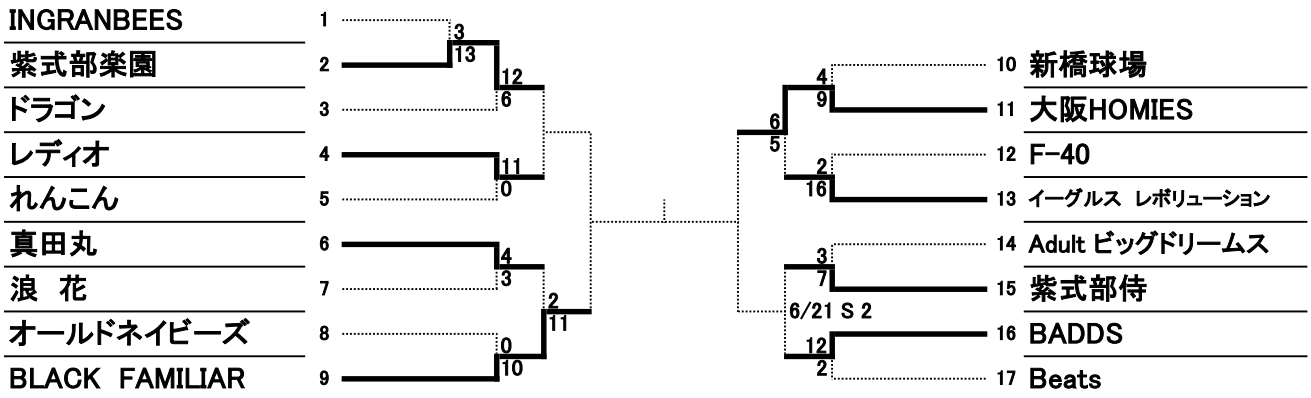 INGRANBEES 1
3
紫式部楽園 2
13
12
ドラゴン 3
6
レディオ 4
11
れんこん 5
0
真田丸 6
4
浪　花 7
3
2
オールドネイビーズ 8
11
0
BLACK　FAMILIAR 9
10
10 新橋球場
4
11 大阪HOMIES
9
6
12 F-40
5
2
13 イーグルス　レボリューション
16
14 Adult ビッグドリームス
3
15 紫式部侍
7
6/21 S 2
16 BADDS
12
17 Beats
2